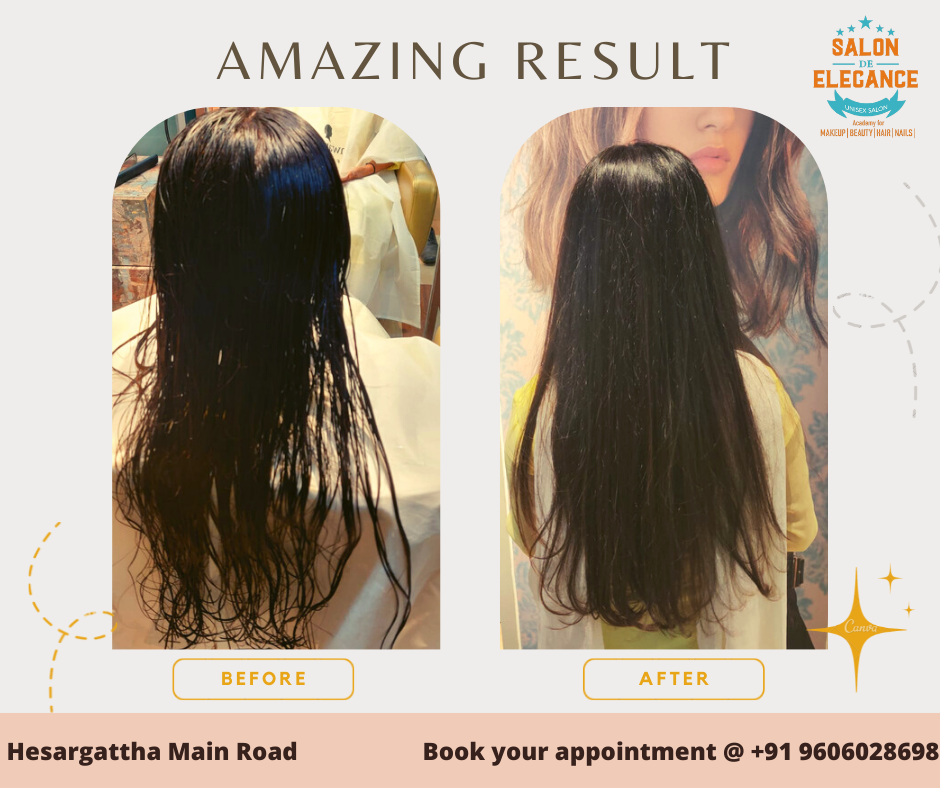 AMAZING RESULT
SALON
DE
ELEGANCE
UNISEX SALON
Academy for
MAKEUP | BEAUTY | HAIR | NAILS |
BEFORE
AFTER
Canva
Hesargattha Main Road
Book your appointment @ +91 9606028698